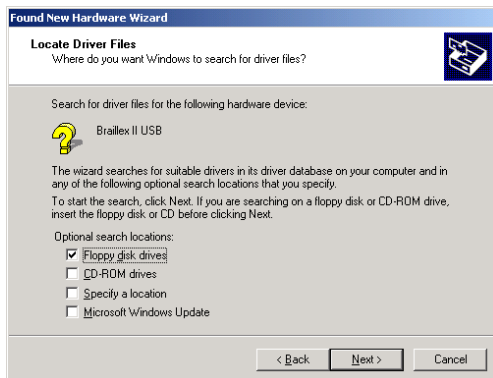 Found New Hardware Wizard
Locate Driver Files
Where do you want Windows to search for driver files?
Search for driver files for the following hardware device:
Braillex II USB
The wizard searches for suitable drivers in its driver database on your computer and in
any of the following optional search locations that you specify.
To start the search, click Next. If you are searching on a floppy disk or CD-ROM drive,
insert the floppy disk or CD before clicking Next.
Optional search locations:
Floppy disk drives
CD-ROM drives
Specify a location
Microsoft Windows Update
< Back Next > Cancel